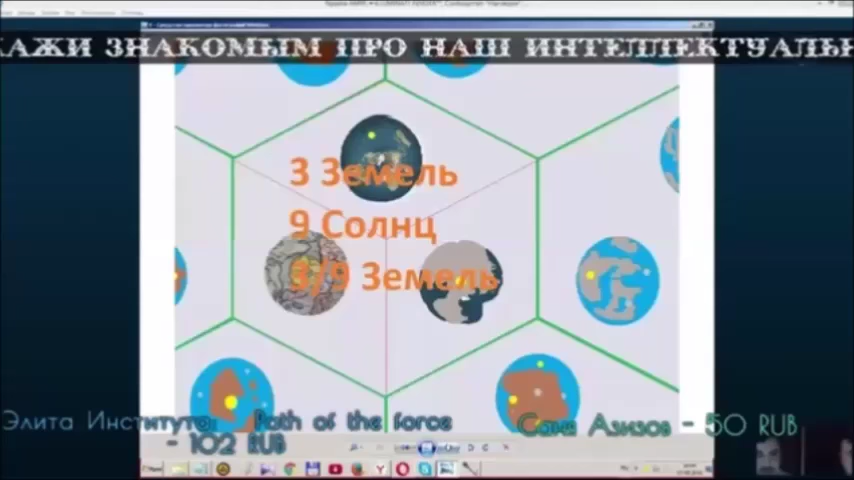 КАЖИ ЗНАКОМЫМ ПРО НАШ ИНТЕЛЛЕКТУАЛЬН
3 Земель
9 Солнц
3/9 Земель
Элита Института: Path of the force
- 102 RUB
Саня Азизов - 50 RUB